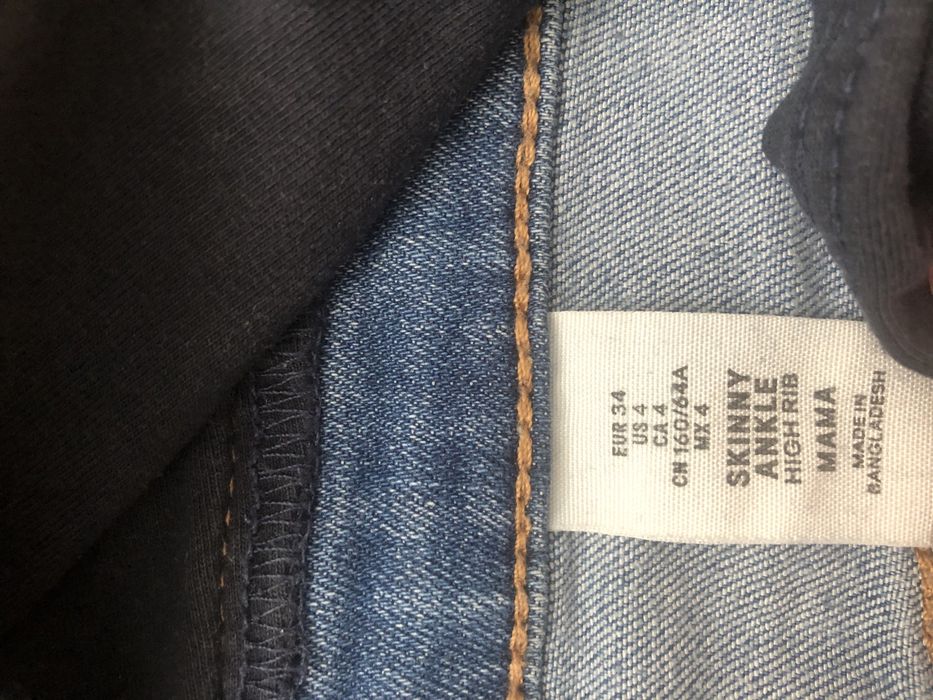 EUR 34
US 4
CA 4
CN 160/64A
MX 4
SKINNY
ANKLE
HIGH RIB
MAMA
MADE IN
BANGLADESH